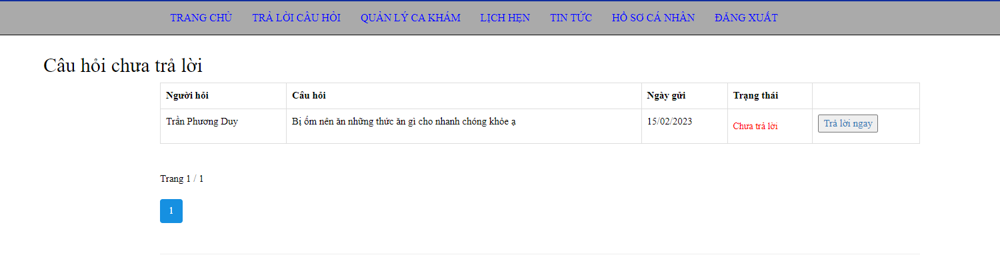 TRANG CHỦ TRẢ LỜI CÂU HỎI QUẢN LÝ CA KHÁM LỊCH HẸN TIN TỨC HỒ SƠ CÁ NHÂN ĐĂNG XUẤT
Câu hỏi chưa trả lời
Người hỏi Câu hỏi Ngày gửi Trạng thái
Trần Phương Duy Bị ốm nên ăn những thức ăn gì cho nhanh chóng khỏe ạ 15/02/2023 Chưa trả lời Trả lời ngay
Trang 1 / 1
1